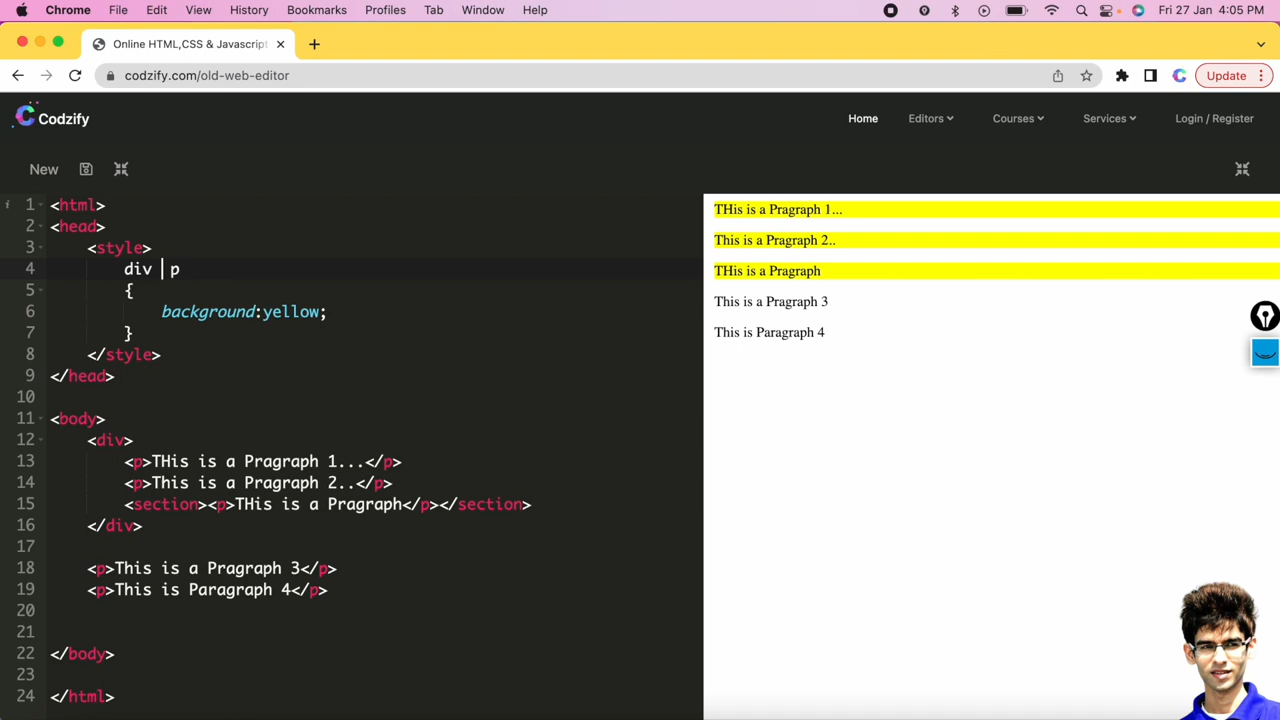 Chrome File Edit View History Bookmarks Profiles Tab Window Help Fri 27 Jan 4:05 PM
Online HTML,CSS & Javascript
codzify.com/old-web-editor Update
Codzify Home Editors Courses Services Login / Register
New
1 <html>
2 <head>
3 <style>
4 div p
5 {
6 background:yellow;
7 }
8 </style>
9 </head>
10
11 <body>
12 <div>
13 <p>THis is a Pragraph 1...</p>
14 <p>This is a Pragraph 2..</p>
15 <section><p>THis is a Pragraph</p></section>
16 </div>
17
18 <p>This is a Pragraph 3</p>
19 <p>This is Paragraph 4</p>
20
21
22 </body>
23
24 </html>
THis is a Pragraph 1...
This is a Pragraph 2..
THis is a Pragraph
This is a Pragraph 3
This is Paragraph 4